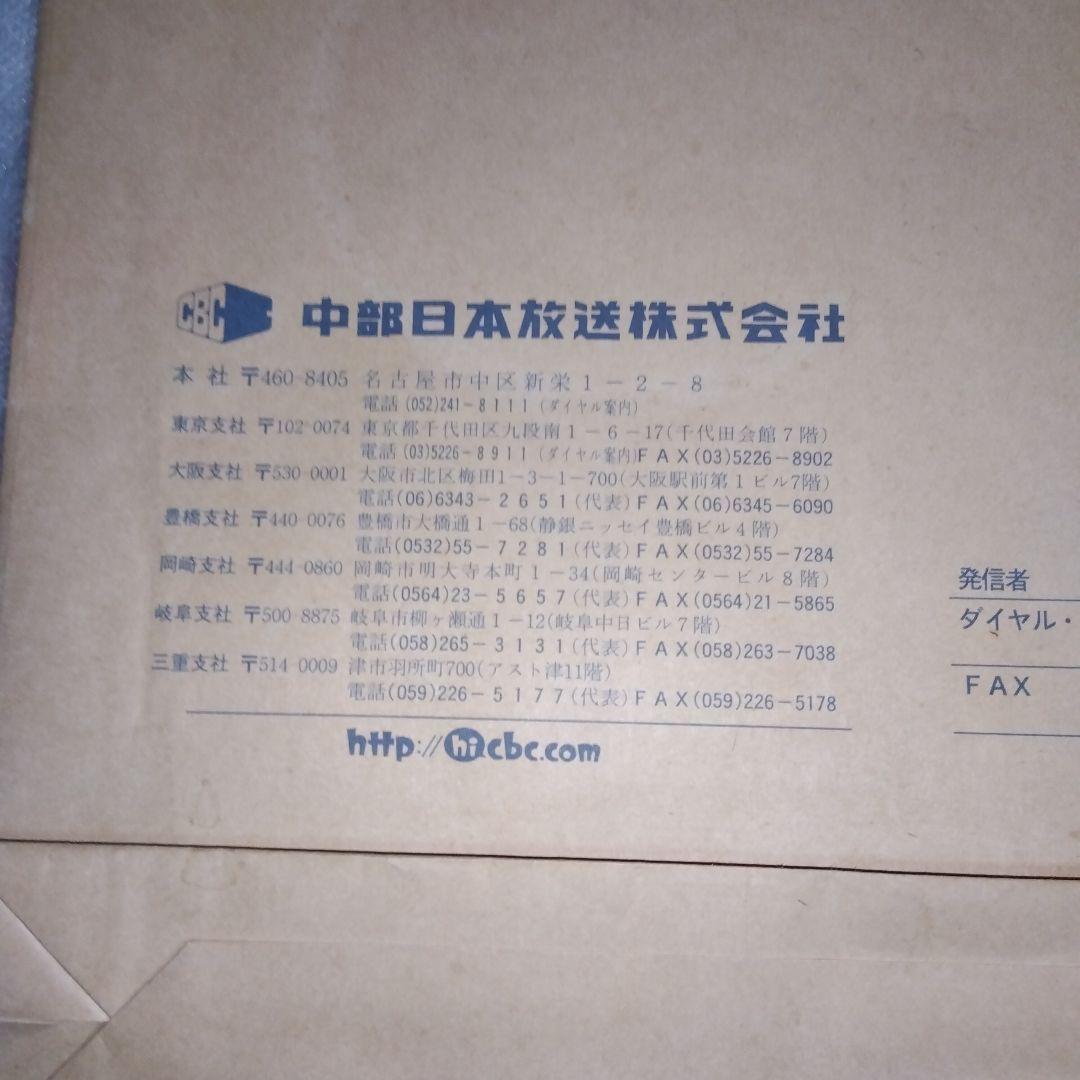 CBC 中部日本放送株式会社
本社 〒460-8405 名古屋市中区新栄1-2-8
電話(052)241-8111(ダイヤル案内)
東京支社 〒102-0074 東京都千代田区九段南1-6-17(千代田会館7階)
電話(03)5226-8911(ダイヤル案内)FAX(03)5226-8902
大阪支社 〒530-0001 大阪市北区梅田1-3-1-700(大阪駅前第1ビル7階)
電話(06)6343-2651(代表)FAX(06)6345-6090
豊橋支社 〒440-0076 豊橋市大橋通1-68(静銀ニッセイ豊橋ビル4階)
電話(0532)55-7281(代表)FAX(0532)55-7284
岡崎支社 〒444-0860 岡崎市明大寺本町1-34(岡崎センタービル8階)
電話(0564)23-5657(代表)FAX(0564)21-5865
岐阜支社 〒500-8875 岐阜市柳ヶ瀬通1-12(岐阜中日ビル7階)
電話(058)265-3131(代表)FAX(058)263-7038
三重支社 〒514-0009 津市羽所町700(アスト津11階)
電話(059)226-5177(代表)FAX(059)226-5178
http://hicbc.com
発信者
ダイヤル・
FAX